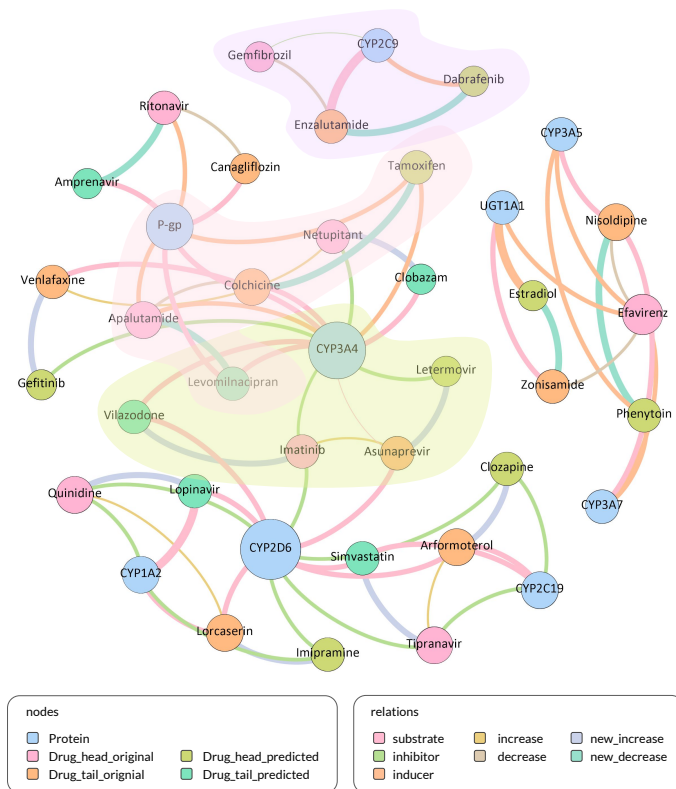 CYP2C9
Gemfibrozil
Dabrafenib
Ritonavir
Enzalutamide
CYP3A5
Canagliflozin
Tamoxifen
Amprenavir
UGT1A1
Nisoldipine
P-gp
Netupitant
Venlafaxine
Clobazam
Colchicine
Estradiol
Apalutamide
Efavirenz
CYP3A4
Gefitinib
Levomilnacipran
Letermovir
Zonisamide
Vilazodone
Phenytoin
Imatinib
Asunaprevir
Clozapine
Quinidine
Lopinavir
CYP3A7
CYP2D6
Simvastatin
Arformoterol
CYP1A2
CYP2C19
Lorcaserin
Tipranavir
Imipramine
nodes
Protein
Drug_head_original
Drug_head_predicted
Drug_tail_orignial
Drug_tail_predicted
relations
substrate
increase
new_increase
inhibitor
decrease
new_decrease
inducer